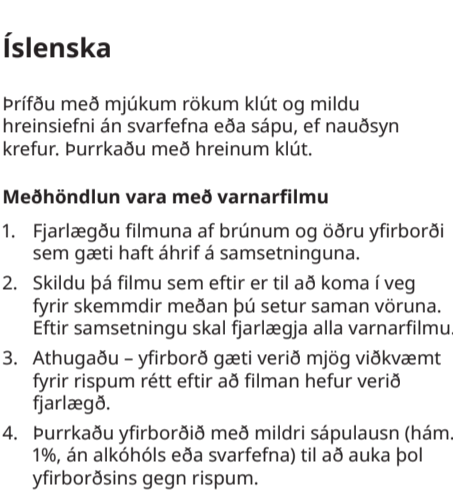 Íslenska
Þrífðu með mjúkum rökum klút og mildu
hreinsiefni án svarfefna eða sápu, ef nauðsyn
krefur. Þurrkaðu með hreinum klút.
Meðhöndlun vara með varnarfilmu
1. Fjarlægðu filmuna af brúnum og öðru yfirborði
sem gæti haft áhrif á samsetninguna.
2. Skildu þá filmu sem eftir er til að koma í veg
fyrir skemmdir meðan þú setur saman vöruna.
Eftir samsetningu skal fjarlægja alla varnarfilmu.
3. Athugaðu – yfirborð gæti verið mjög viðkvæmt
fyrir rispum rétt eftir að filman hefur verið
fjarlægð.
4. Þurrkaðu yfirborðið með mildri sápulausn (hám.
1%, án alkóhóls eða svarfefna) til að auka þol
yfirborðsins gegn rispum.